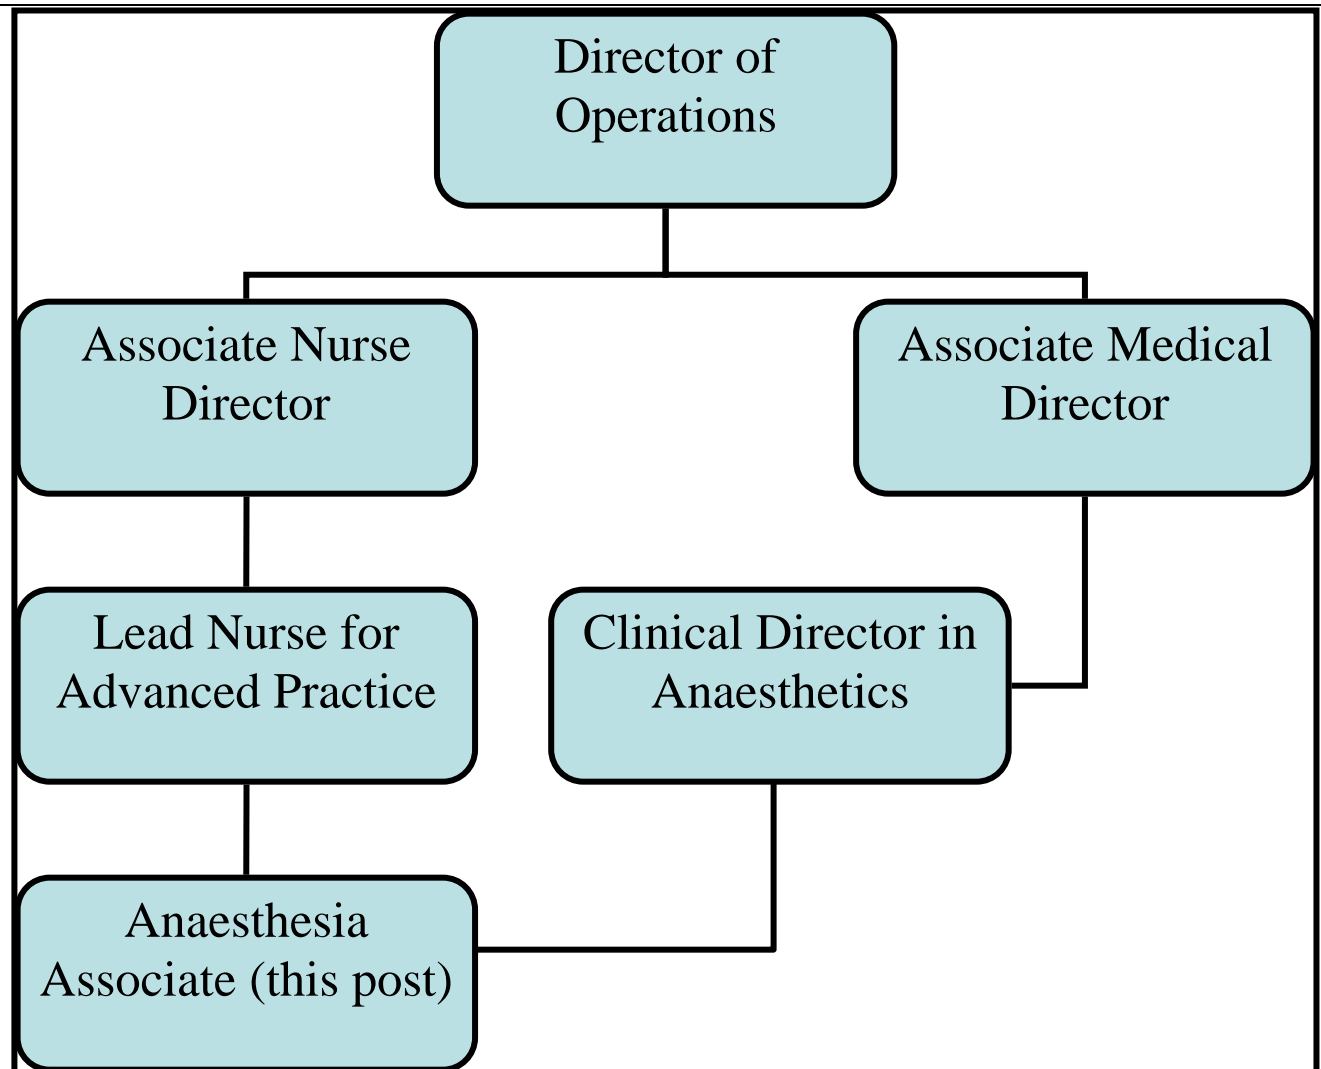 Director of
Operations
Associate Nurse
Director
Associate Medical
Director
Lead Nurse for
Advanced Practice
Clinical Director in
Anaesthetics
Anaesthesia
Associate (this post)